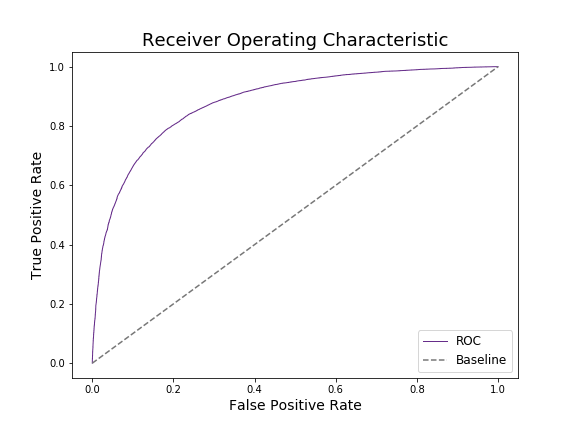 Receiver Operating Characteristic
True Positive Rate
1.0
0.8
0.6
0.4
0.2
0.0
0.0 0.2 0.4 0.6 0.8 1.0
False Positive Rate
ROC
Baseline